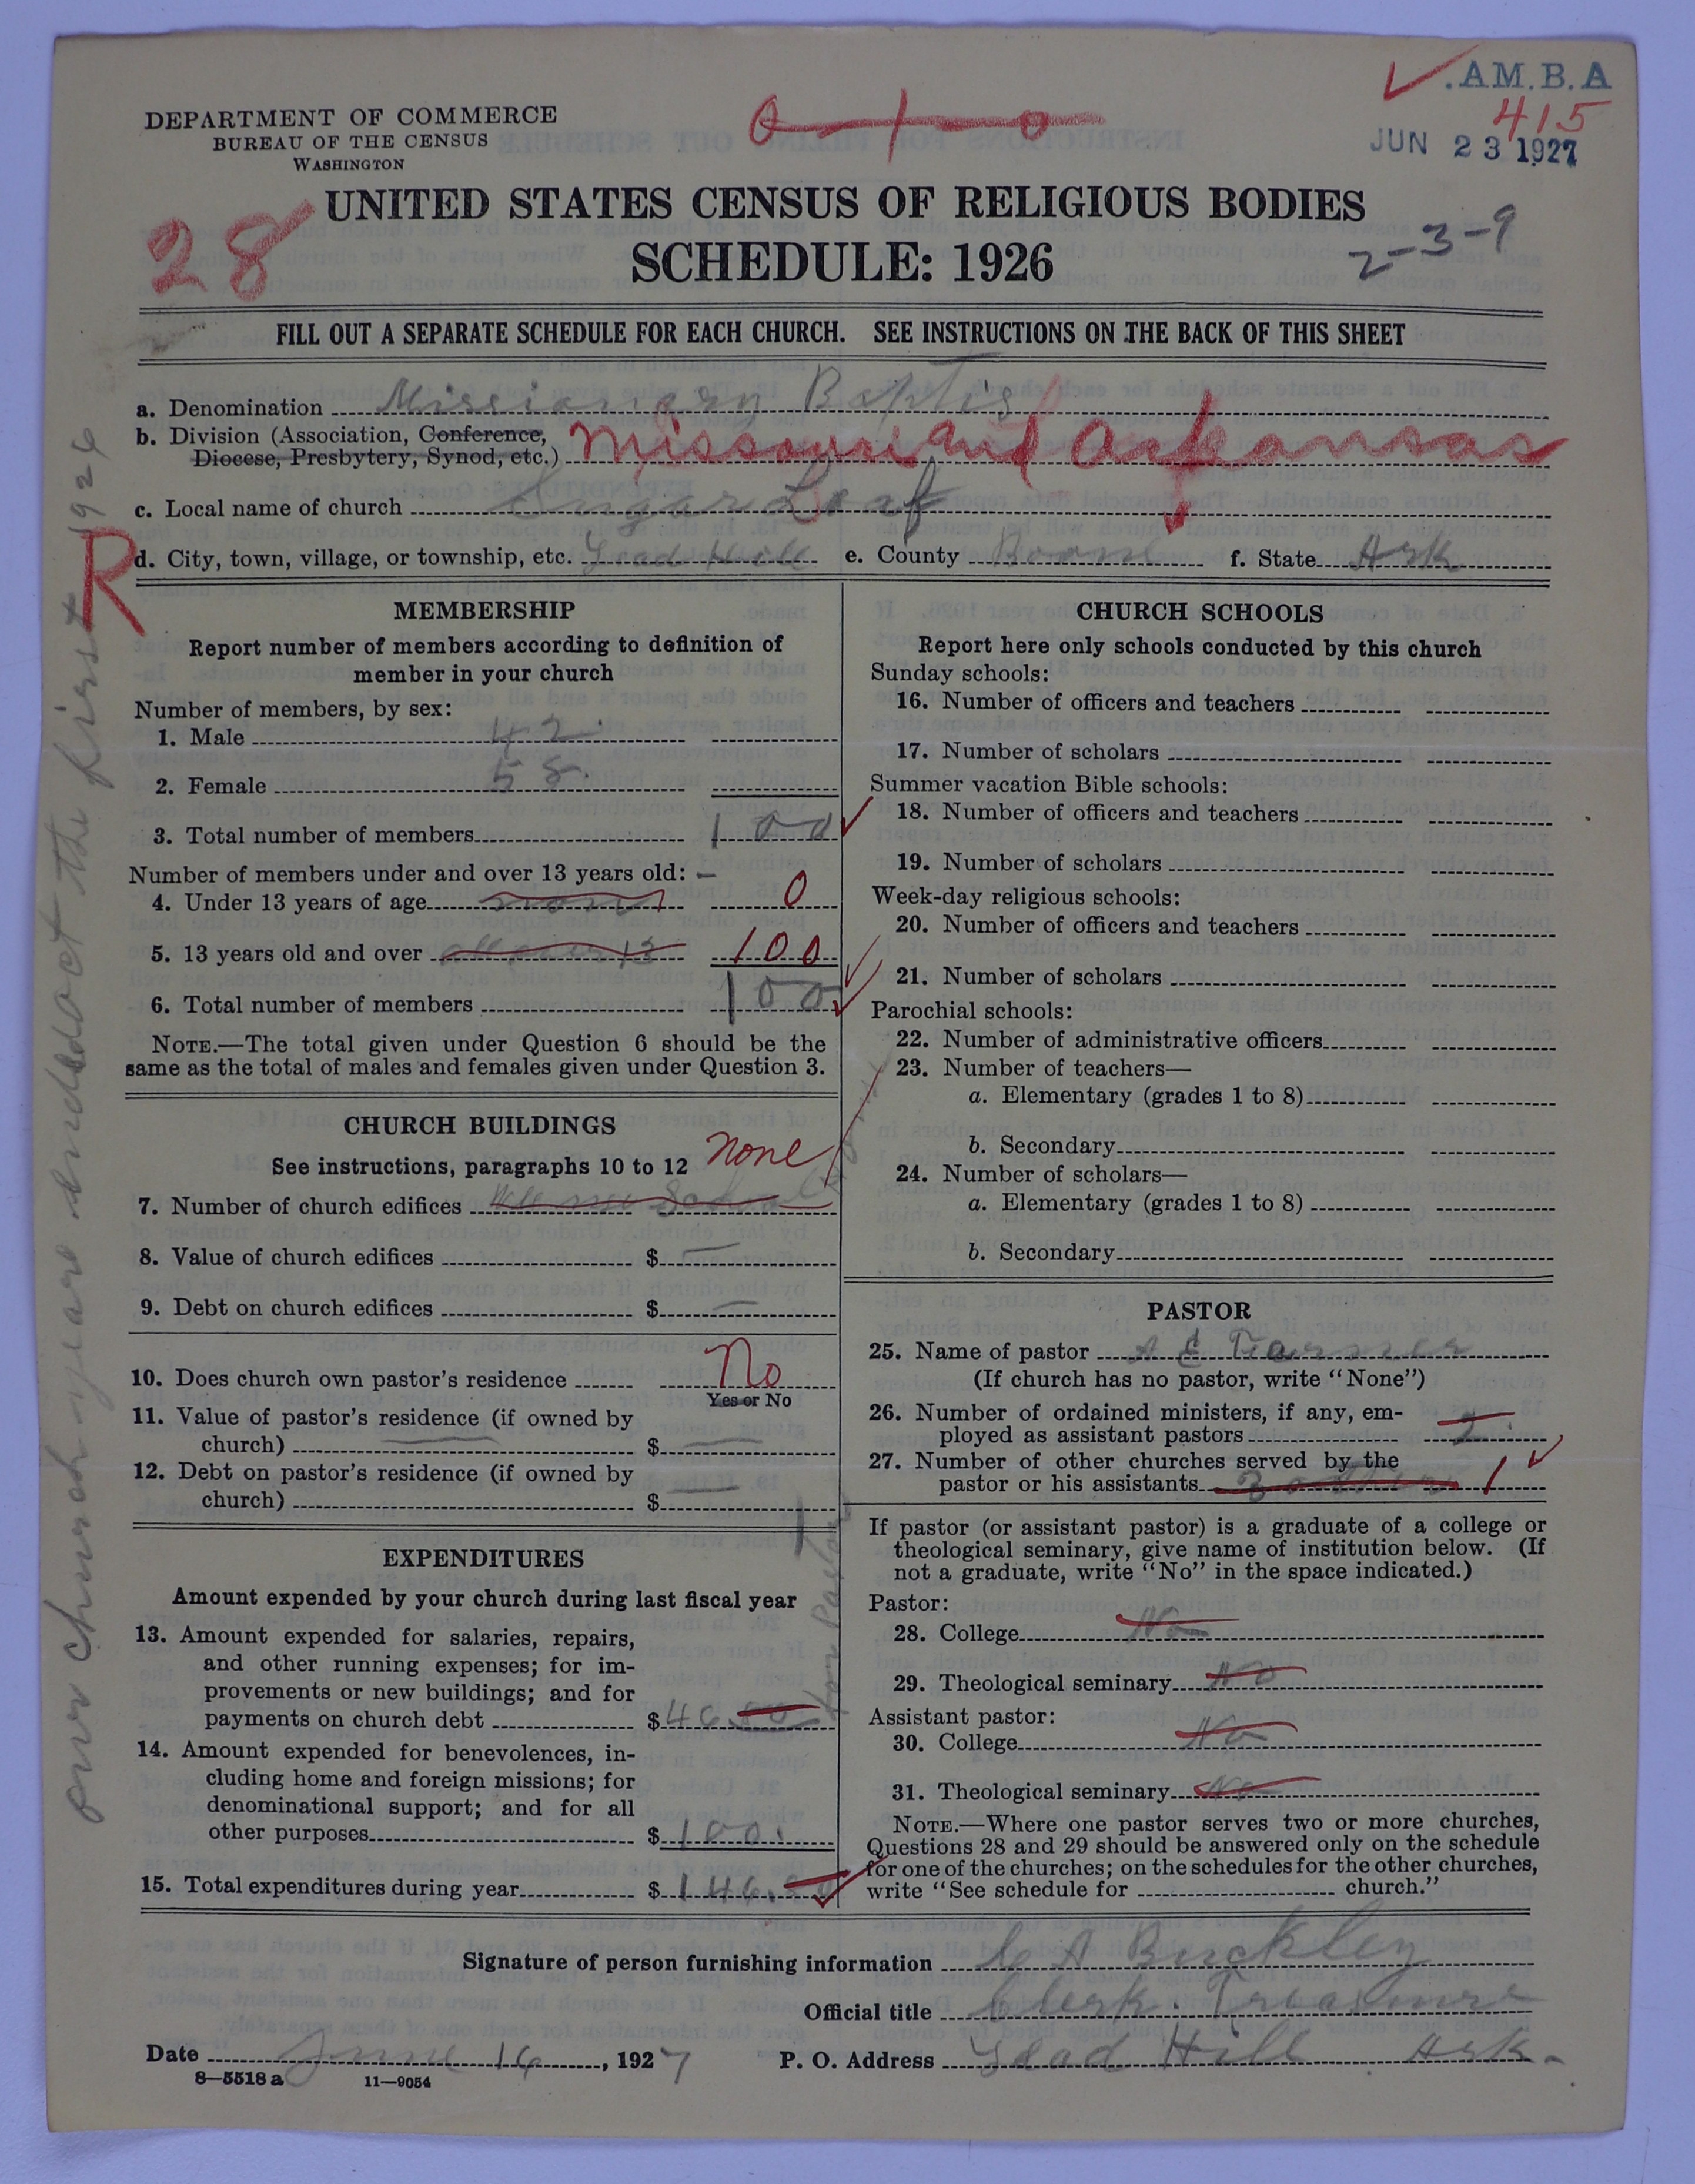 .AM.B.A
415
JUN 23 1927
DEPARTMENT OF COMMERCE
BUREAU OF THE CENSUS
WASHINGTON
UNITED STATES CENSUS OF RELIGIOUS BODIES
SCHEDULE: 1926
28
2-3-9
FILL OUT A SEPARATE SCHEDULE FOR EACH CHURCH. SEE INSTRUCTIONS ON THE BACK OF THIS SHEET
a. Denomination Missionary Baptist
b. Division (Association, Conference,
Diocese, Presbytery, Synod, etc.) Missouri and Arkansas
c. Local name of church Sugar Loaf
R
d. City, town, village, or township, etc. Lead Hill e. County Boone f. State Ark
MEMBERSHIP
Report number of members according to definition of
member in your church
Number of members, by sex:
1. Male 42
2. Female 58
3. Total number of members 100
Number of members under and over 13 years old:
4. Under 13 years of age none 0
5. 13 years old and over all over 13 100
6. Total number of members 100
NOTE.—The total given under Question 6 should be the
same as the total of males and females given under Question 3.
CHURCH BUILDINGS
See instructions, paragraphs 10 to 12 none
7. Number of church edifices
8. Value of church edifices $
9. Debt on church edifices $
10. Does church own pastor's residence No
Yes or No
11. Value of pastor's residence (if owned by
church) $
12. Debt on pastor's residence (if owned by
church) $
EXPENDITURES
Amount expended by your church during last fiscal year
13. Amount expended for salaries, repairs,
and other running expenses; for im-
provements or new buildings; and for
payments on church debt $46
for Pastor
14. Amount expended for benevolences, in-
cluding home and foreign missions; for
denominational support; and for all
other purposes $100.
15. Total expenditures during year $146.
CHURCH SCHOOLS
Report here only schools conducted by this church
Sunday schools:
16. Number of officers and teachers
17. Number of scholars
Summer vacation Bible schools:
18. Number of officers and teachers
19. Number of scholars
Week-day religious schools:
20. Number of officers and teachers
21. Number of scholars
Parochial schools:
22. Number of administrative officers
23. Number of teachers—
a. Elementary (grades 1 to 8)
b. Secondary
24. Number of scholars—
a. Elementary (grades 1 to 8)
b. Secondary
PASTOR
25. Name of pastor A E Farmer
(If church has no pastor, write "None")
26. Number of ordained ministers, if any, em-
ployed as assistant pastors 2
27. Number of other churches served by the
pastor or his assistants 1
If pastor (or assistant pastor) is a graduate of a college or
theological seminary, give name of institution below. (If
not a graduate, write "No" in the space indicated.)
Pastor:
28. College No
29. Theological seminary No
Assistant pastor:
30. College No
31. Theological seminary No
NOTE.—Where one pastor serves two or more churches,
Questions 28 and 29 should be answered only on the schedule
for one of the churches; on the schedules for the other churches,
write "See schedule for church."
Signature of person furnishing information C A Buckley
Official title Clerk. Treasure
Date June 16, 1927 P. O. Address Lead Hill Ark-
8—5518 a 11—9054
our church year the first 1926